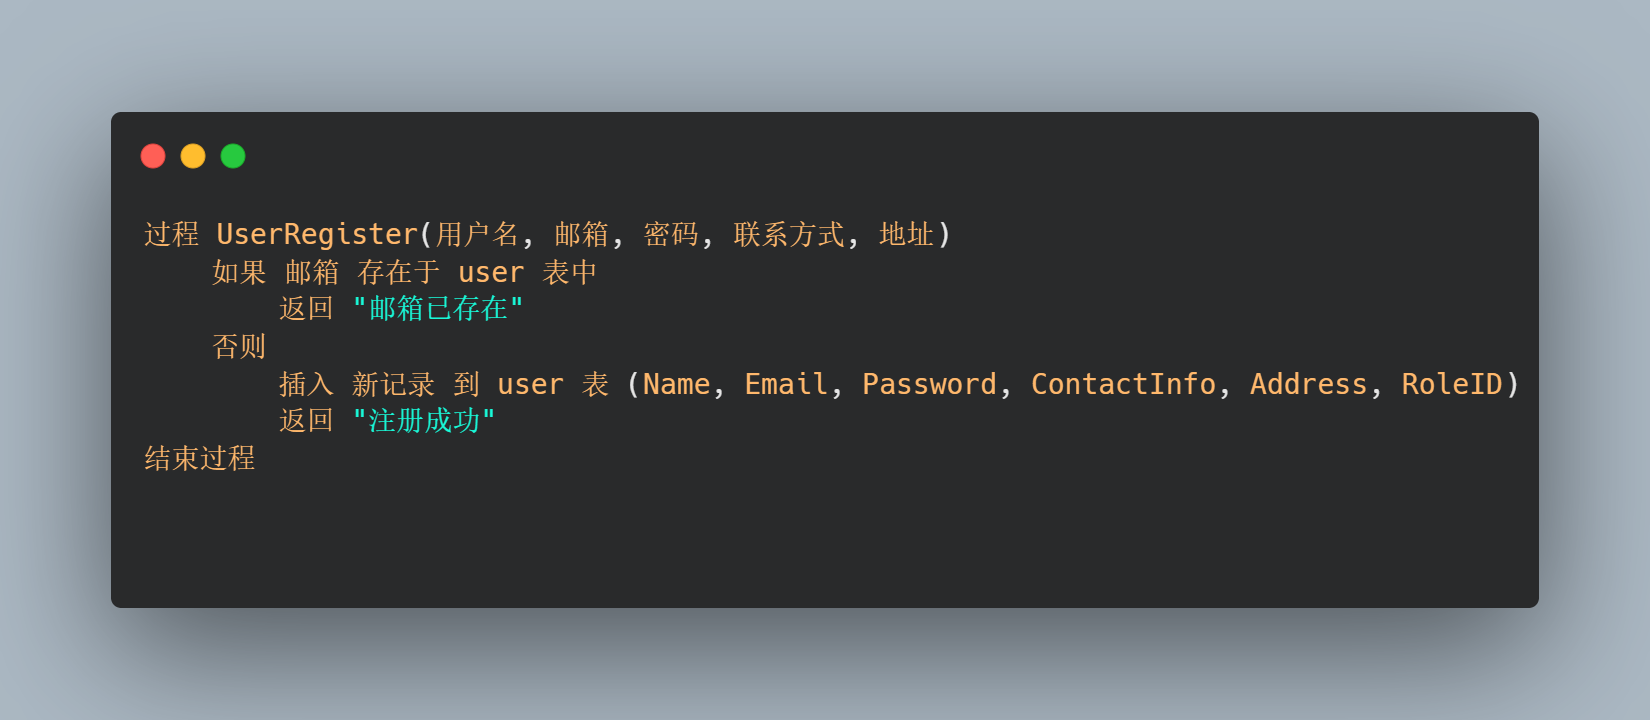 过程 UserRegister(用户名, 邮箱, 密码, 联系方式, 地址)
    如果 邮箱 存在于 user 表中
        返回 "邮箱已存在"
    否则
        插入 新记录 到 user 表 (Name, Email, Password, ContactInfo, Address, RoleID)
        返回 "注册成功"
结束过程